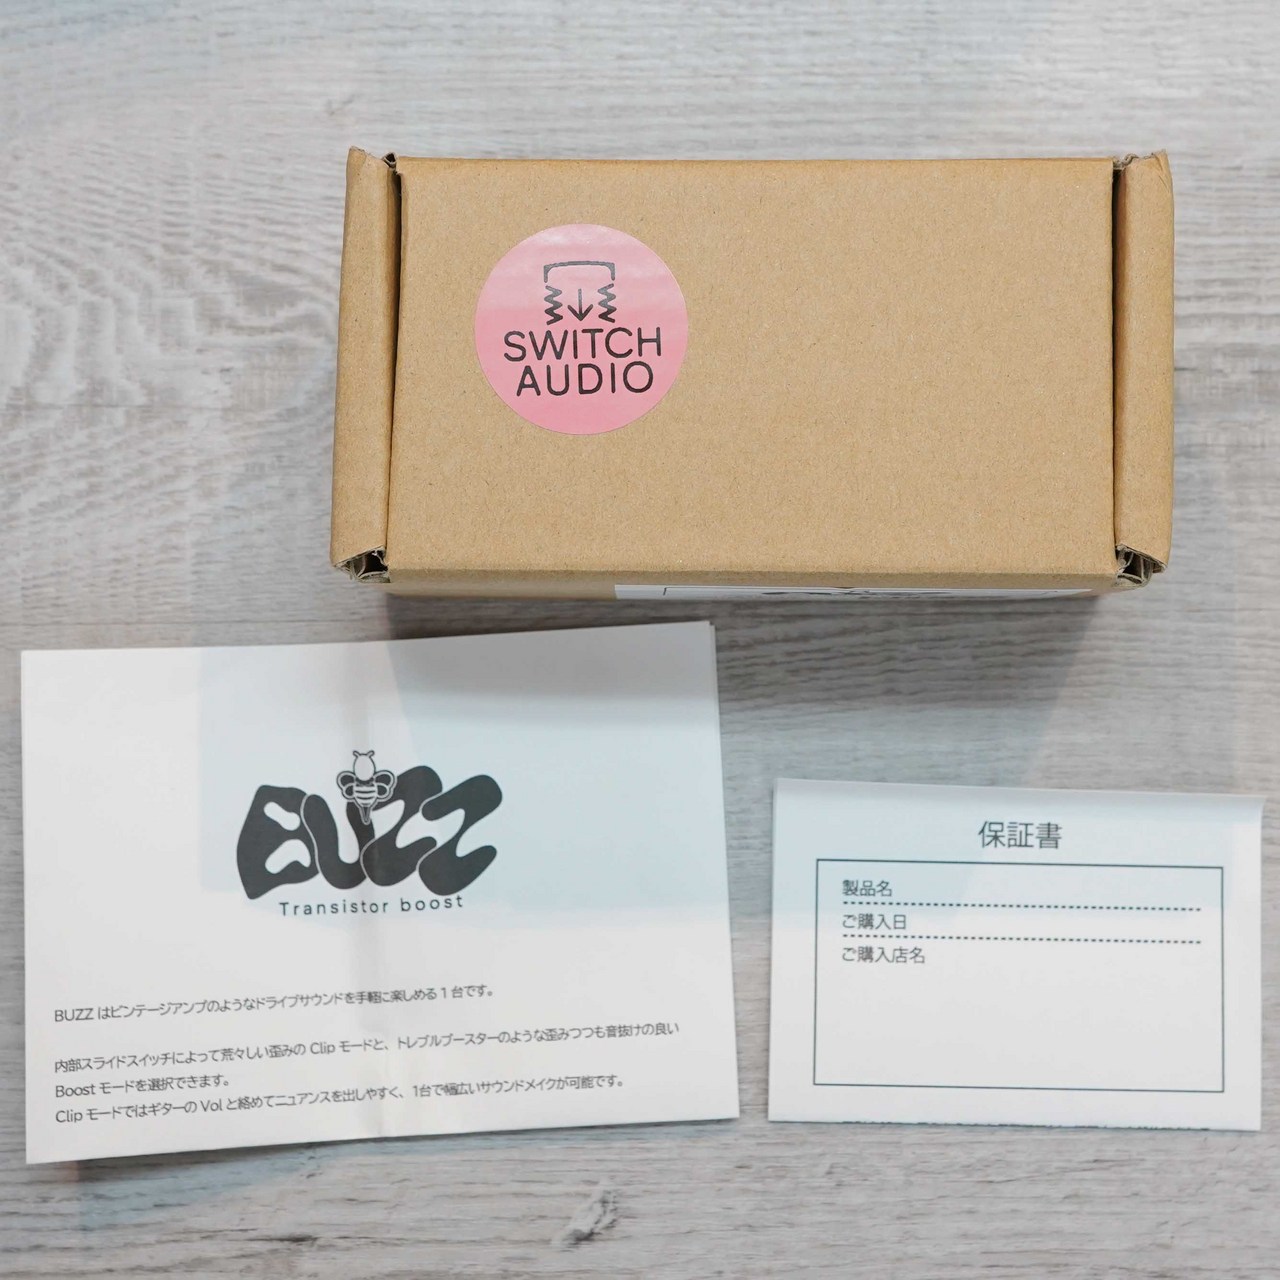 SWITCH
AUDIO
BUZZ
Transistor boost
BUZZ はビンテージアンプのようなドライブサウンドを手軽に楽しめる 1 台です。
内部スライドスイッチによって荒々しい歪みの Clip モードと、トレブルブースターのような歪みつつも音抜けの良い
Boost モードを選択できます。
Clip モードではギターの Vol と絡めてニュアンスを出しやすく、1台で幅広いサウンドメイクが可能です。
保証書
製品名
ご購入日
ご購入店名